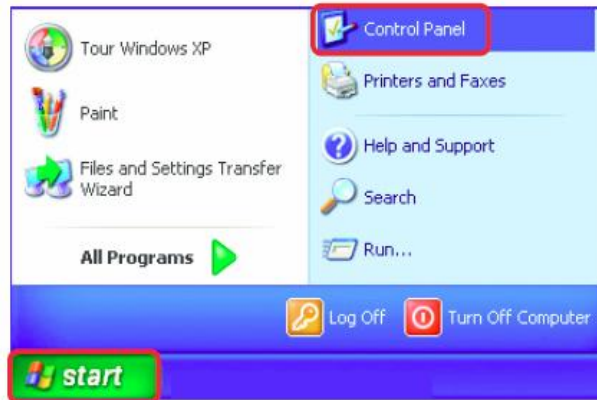 Tour Windows XP
Paint
Files and Settings Transfer
Wizard
All Programs
Control Panel
Printers and Faxes
Help and Support
Search
Run...
Log Off
Turn Off Computer
start